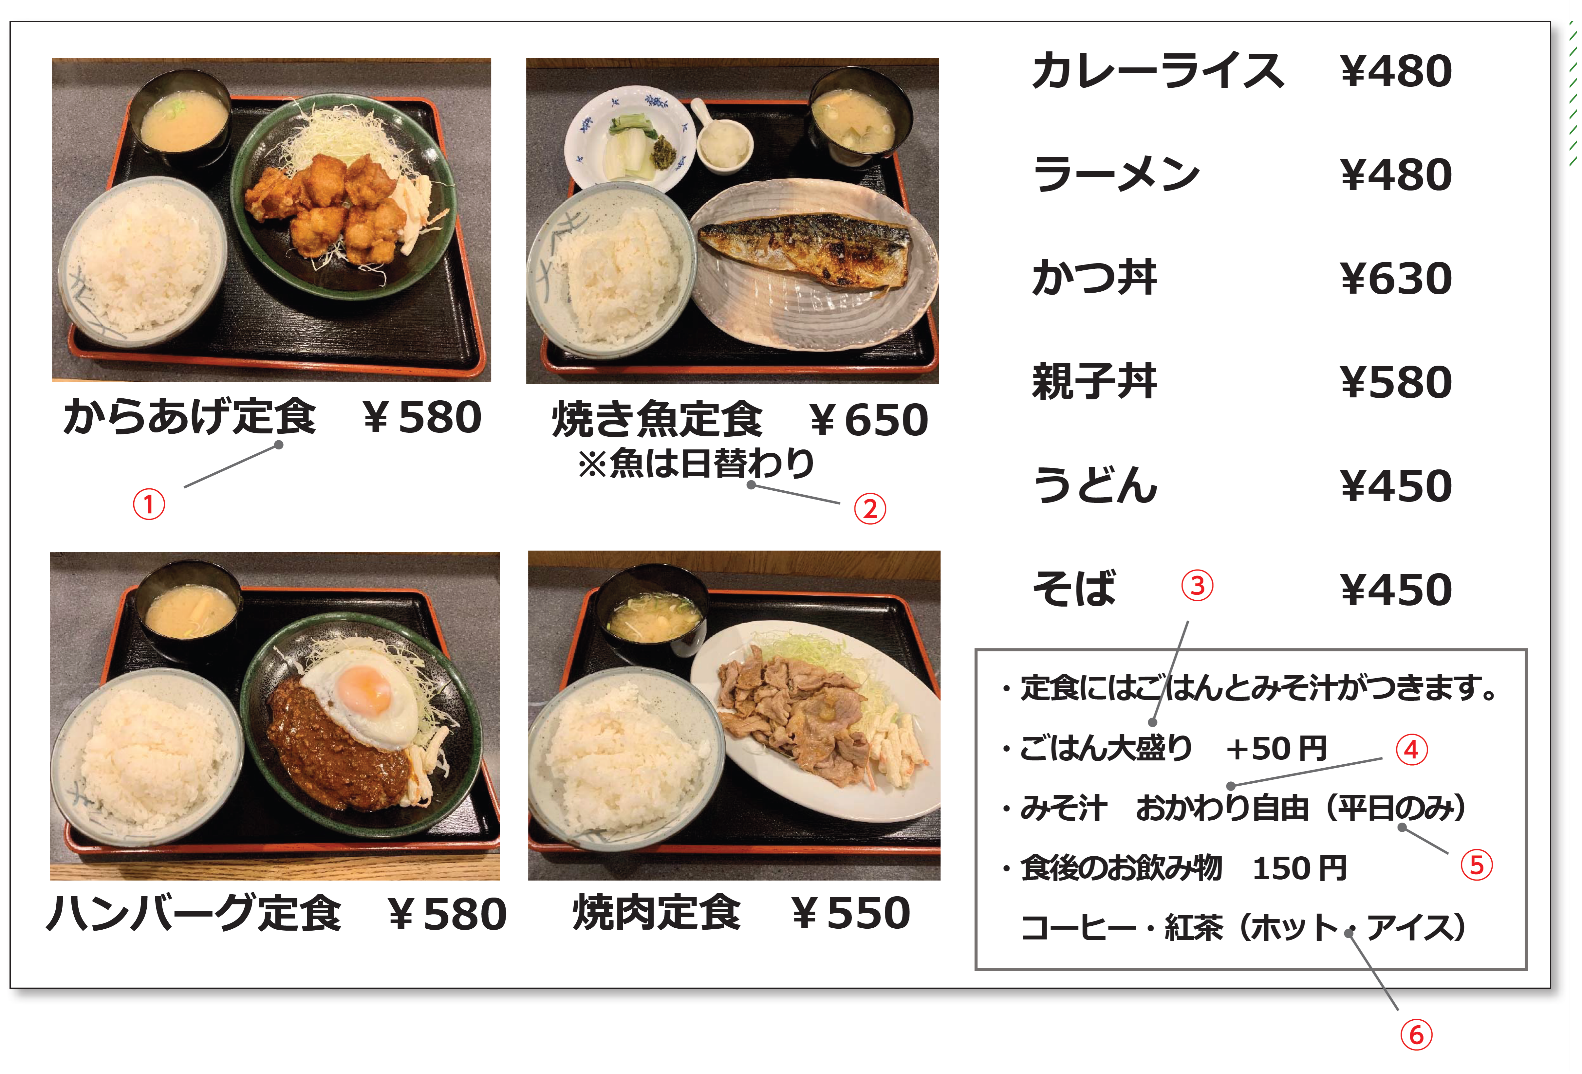 からあげ定食　￥580
①
焼き魚定食　￥650
※魚は日替わり
②
ハンバーグ定食　￥580
焼肉定食　￥550
カレーライス　¥480
ラーメン　¥480
かつ丼　¥630
親子丼　¥580
うどん　¥450
そば　¥450
③
・定食にはごはんとみそ汁がつきます。
・ごはん大盛り　＋50 円
④
・みそ汁　おかわり自由（平日のみ）
⑤
・食後のお飲み物　150 円
コーヒー・紅茶（ホット・アイス）
⑥